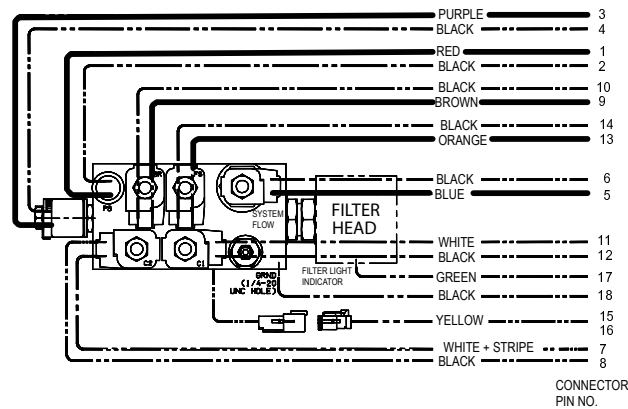 PURPLE 3
BLACK 4
RED 1
BLACK 2
BLACK 10
BROWN 9
BLACK 14
ORANGE 13
BLACK 6
BLUE 5
SYSTEM
FLOW
FILTER
HEAD
WHITE 11
BLACK 12
FILTER LIGHT
INDICATOR
GREEN 17
BLACK 18
GRND
(1/4-20
UNC HOLE)
C2
C1
YELLOW 15
16
WHITE + STRIPE 7
BLACK 8
CONNECTOR
PIN NO.